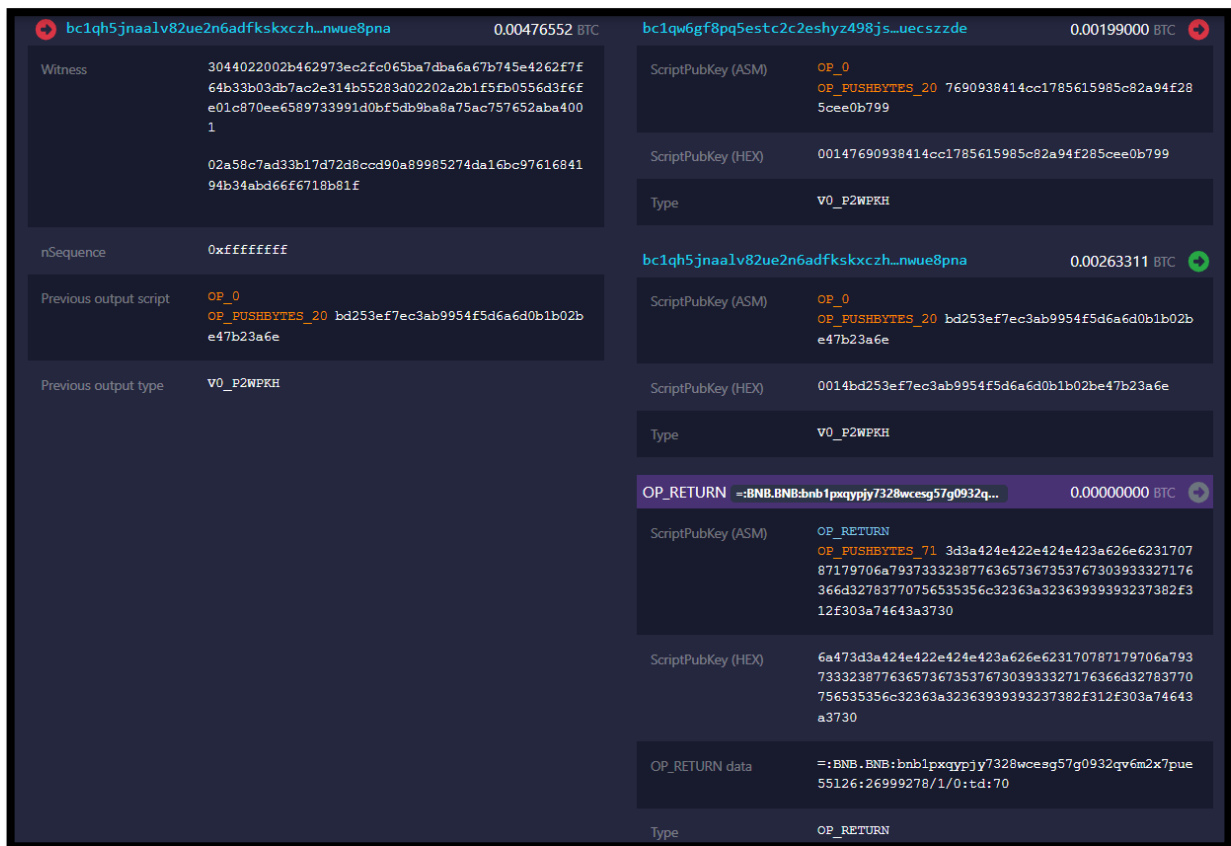 bc1qh5jnaalv82ue2n6adfkskxczh…nwue8pna 0.00476552 BTC
Witness
3044022002b462973ec2fc065ba7dba6a67b745e4262f7f
64b33b03db7ac2e314b55283d02202a2b1f5fb0556d3f6f
e01c870ee6589733991d0bf5db9ba8a75ac757652aba400
1
02a58c7ad33b17d72d8ccd90a89985274da16bc97616841
94b34abd66f6718b81f
nSequence 0xffffffff
Previous output script OP_0
OP_PUSHBYTES_20 bd253ef7ec3ab9954f5d6a6d0b1b02b
e47b23a6e
Previous output type V0_P2WPKH
bc1qw6gf8pq5estc2c2eshyz498js…uecszzde 0.00199000 BTC
ScriptPubKey (ASM) OP_0
OP_PUSHBYTES_20 7690938414cc1785615985c82a94f28
5cee0b799
ScriptPubKey (HEX) 00147690938414cc1785615985c82a94f285cee0b799
Type V0_P2WPKH
bc1qh5jnaalv82ue2n6adfkskxczh…nwue8pna 0.00263311 BTC
ScriptPubKey (ASM) OP_0
OP_PUSHBYTES_20 bd253ef7ec3ab9954f5d6a6d0b1b02b
e47b23a6e
ScriptPubKey (HEX) 0014bd253ef7ec3ab9954f5d6a6d0b1b02be47b23a6e
Type V0_P2WPKH
OP_RETURN =:BNB.BNB:bnb1pxqypjy7328wcesg57g0932q... 0.00000000 BTC
ScriptPubKey (ASM) OP_RETURN
OP_PUSHBYTES_71 3d3a424e422e424e423a626e6231707
87179706a79373332387763657367353767303933327176
366d32783770756535356c32363a32363939393237382f3
12f303a74643a3730
ScriptPubKey (HEX) 6a473d3a424e422e424e423a626e623170787179706a793
73332387763657367353767303933327176366d32783770
756535356c32363a32363939393237382f312f303a74643
a3730
OP_RETURN data =:BNB.BNB:bnb1pxqypjy7328wcesg57g0932qv6m2x7pue
55l26:26999278/1/0:td:70
Type OP_RETURN